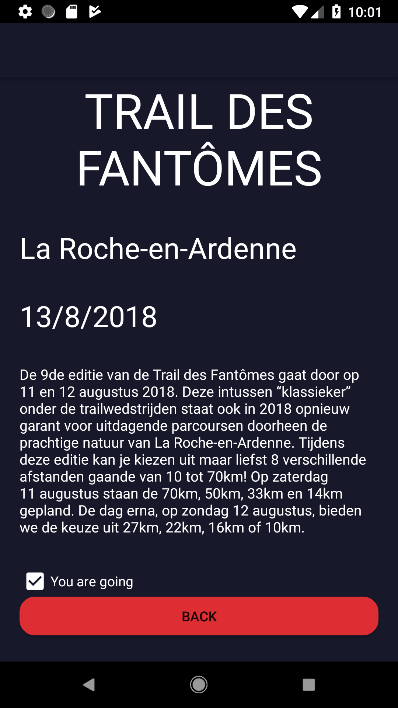 10:01
TRAIL DES
FANTÔMES
La Roche-en-Ardenne
13/8/2018
De 9de editie van de Trail des Fantômes gaat door op
11 en 12 augustus 2018. Deze intussen “klassieker”
onder de trailwedstrijden staat ook in 2018 opnieuw
garant voor uitdagende parcoursen doorheen de
prachtige natuur van La Roche-en-Ardenne. Tijdens
deze editie kan je kiezen uit maar liefst 8 verschillende
afstanden gaande van 10 tot 70km! Op zaterdag
11 augustus staan de 70km, 50km, 33km en 14km
gepland. De dag erna, op zondag 12 augustus, bieden
we de keuze uit 27km, 22km, 16km of 10km.
You are going
BACK